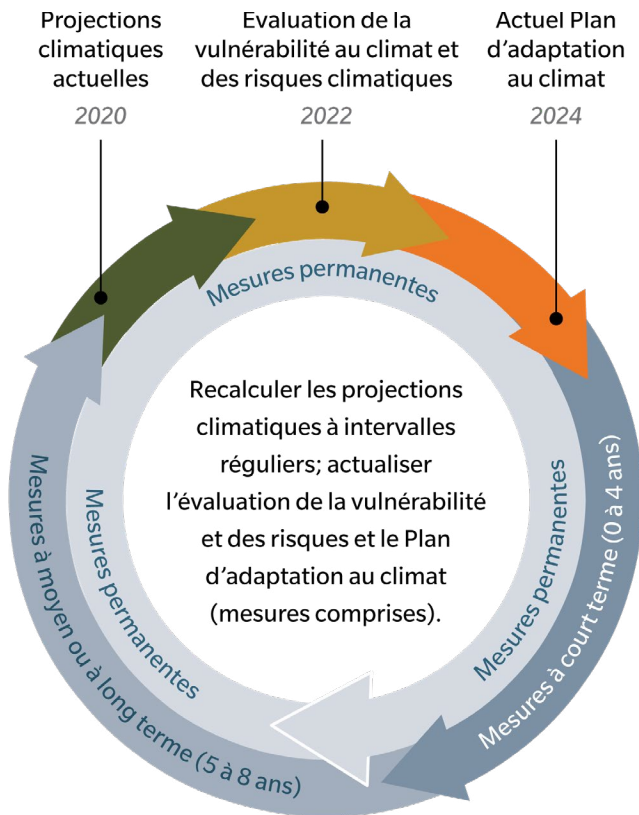 Projections
climatiques
actuelles
2020
Evaluation de la
vulnérabilité au climat et
des risques climatiques
2022
Actuel Plan
d'adaptation
au climat
2024
Mesures permanentes
Mesures permanentes
Mesures à court terme (0 à 4 ans)
Mesures permanentes
Mesures à moyen ou à long terme (5 à 8 ans)
Recalculer les projections
climatiques à intervalles
réguliers; actualiser
l'évaluation de la vulnérabilité
et des risques et le Plan
d'adaptation au climat
(mesures comprises).